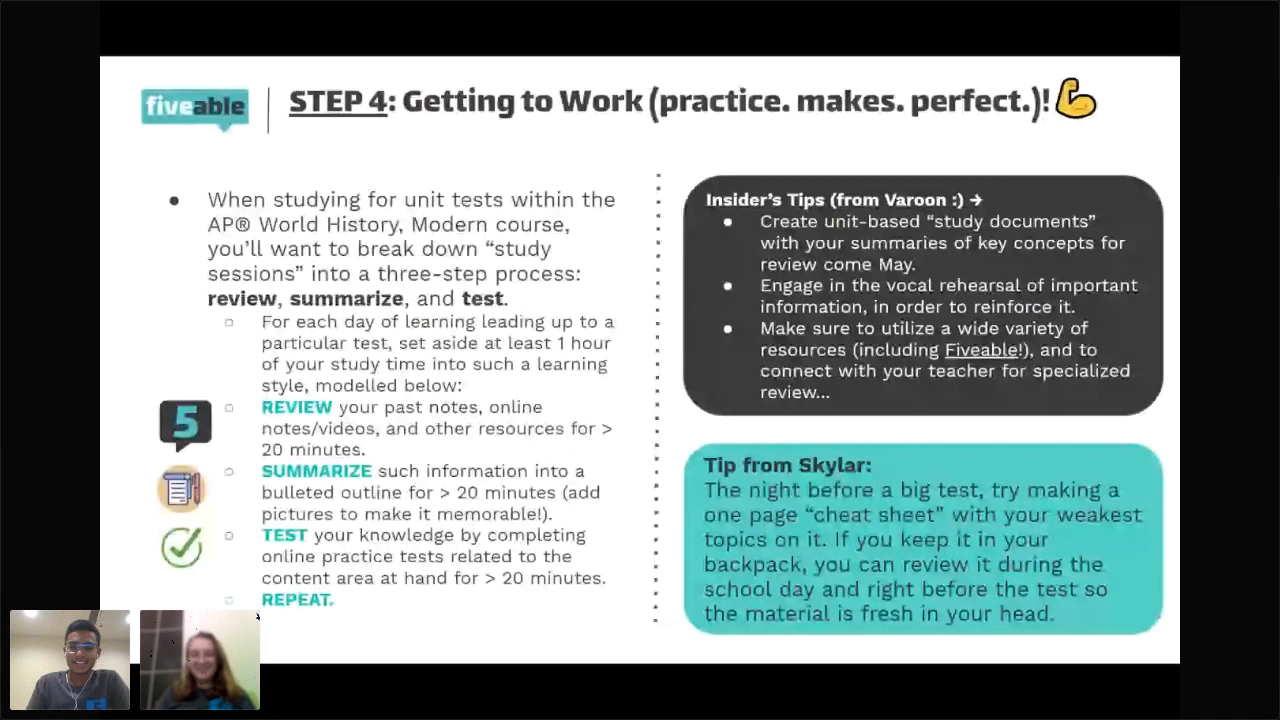 fiveable
STEP 4: Getting to Work (practice. makes. perfect.)! 💪
● When studying for unit tests within the
AP® World History, Modern course,
you'll want to break down “study
sessions” into a three-step process:
review, summarize, and test.
○ For each day of learning leading up to a
particular test, set aside at least 1 hour
of your study time into such a learning
style, modelled below:
5
○ REVIEW your past notes, online
notes/videos, and other resources for >
20 minutes.
○ SUMMARIZE such information into a
bulleted outline for > 20 minutes (add
pictures to make it memorable!).
○ TEST your knowledge by completing
online practice tests related to the
content area at hand for > 20 minutes.
○ REPEAT.
Insider's Tips (from Varoon :) →
● Create unit-based “study documents”
with your summaries of key concepts for
review come May.
● Engage in the vocal rehearsal of important
information, in order to reinforce it.
● Make sure to utilize a wide variety of
resources (including Fiveable!), and to
connect with your teacher for specialized
review...
Tip from Skylar:
The night before a big test, try making a
one page “cheat sheet” with your weakest
topics on it. If you keep it in your
backpack, you can review it during the
school day and right before the test so
the material is fresh in your head.